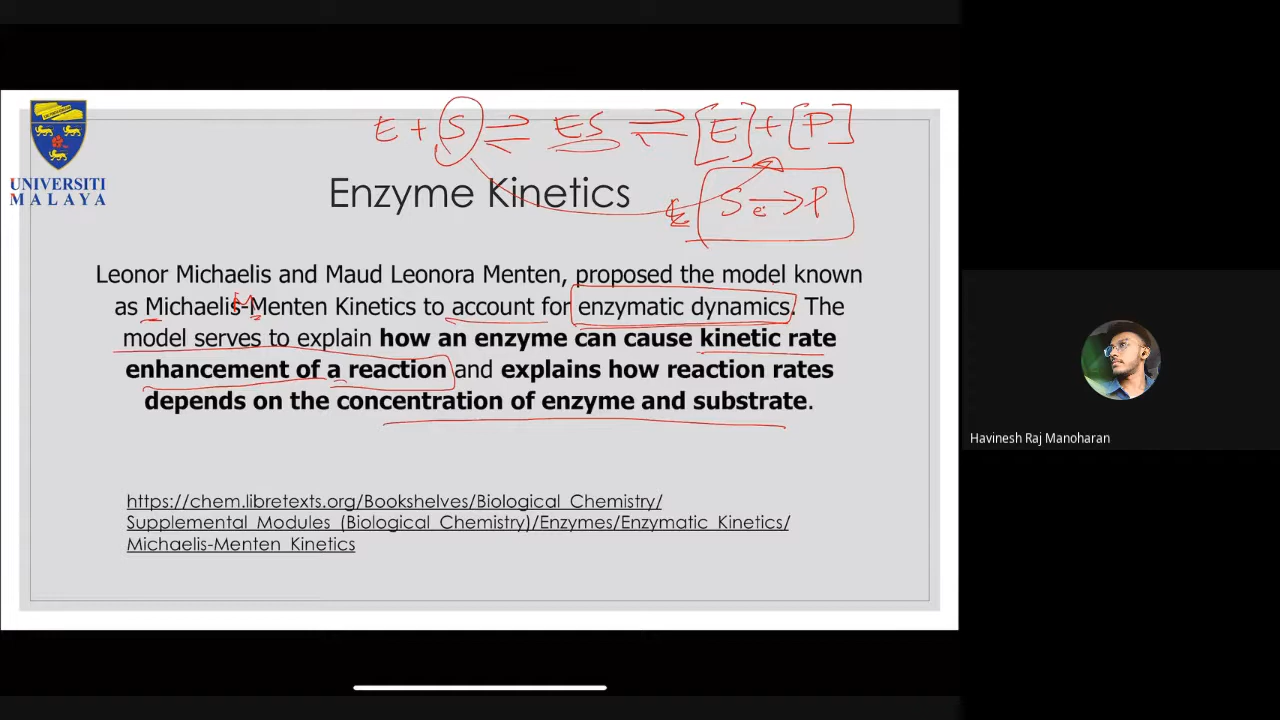 E + S ⇌ ES ⇌ [E] + [P]
UNIVERSITI
MALAYA
Enzyme Kinetics
S → P
e
Leonor Michaelis and Maud Leonora Menten, proposed the model known
as Michaelis-Menten Kinetics to account for enzymatic dynamics. The
model serves to explain how an enzyme can cause kinetic rate
enhancement of a reaction and explains how reaction rates
depends on the concentration of enzyme and substrate.
https://chem.libretexts.org/Bookshelves/Biological_Chemistry/
Supplemental_Modules_(Biological_Chemistry)/Enzymes/Enzymatic_Kinetics/
Michaelis-Menten_Kinetics
Havinesh Raj Manoharan